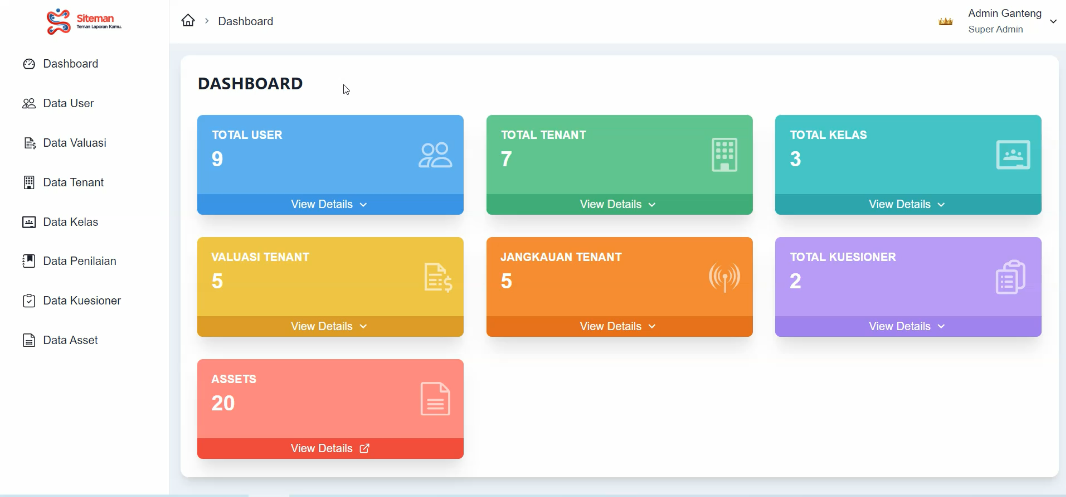 Siteman
Teman Laporan Kamu.
Dashboard
Data User
Data Valuasi
Data Tenant
Data Kelas
Data Penilaian
Data Kuesioner
Data Asset
Dashboard
Admin Ganteng
Super Admin
DASHBOARD
TOTAL USER
9
View Details
TOTAL TENANT
7
View Details
TOTAL KELAS
3
View Details
VALUASI TENANT
5
View Details
JANGKAUAN TENANT
5
View Details
TOTAL KUESIONER
2
View Details
ASSETS
20
View Details